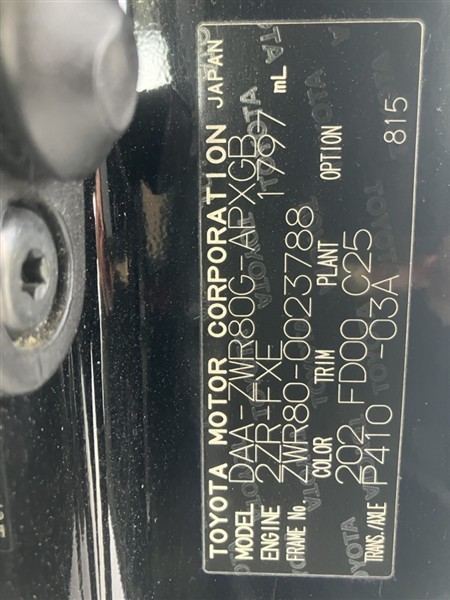 TOYOTA MOTOR CORPORATION JAPAN
MODEL DAA-ZWR80G-APXGB
ENGINE 2ZR-FXE 1797 mL
FRAME No. ZWR80-0023788
COLOR TRIM PLANT OPTION
202 FD00 C25 815
TRANS./AXLE P410 -03A